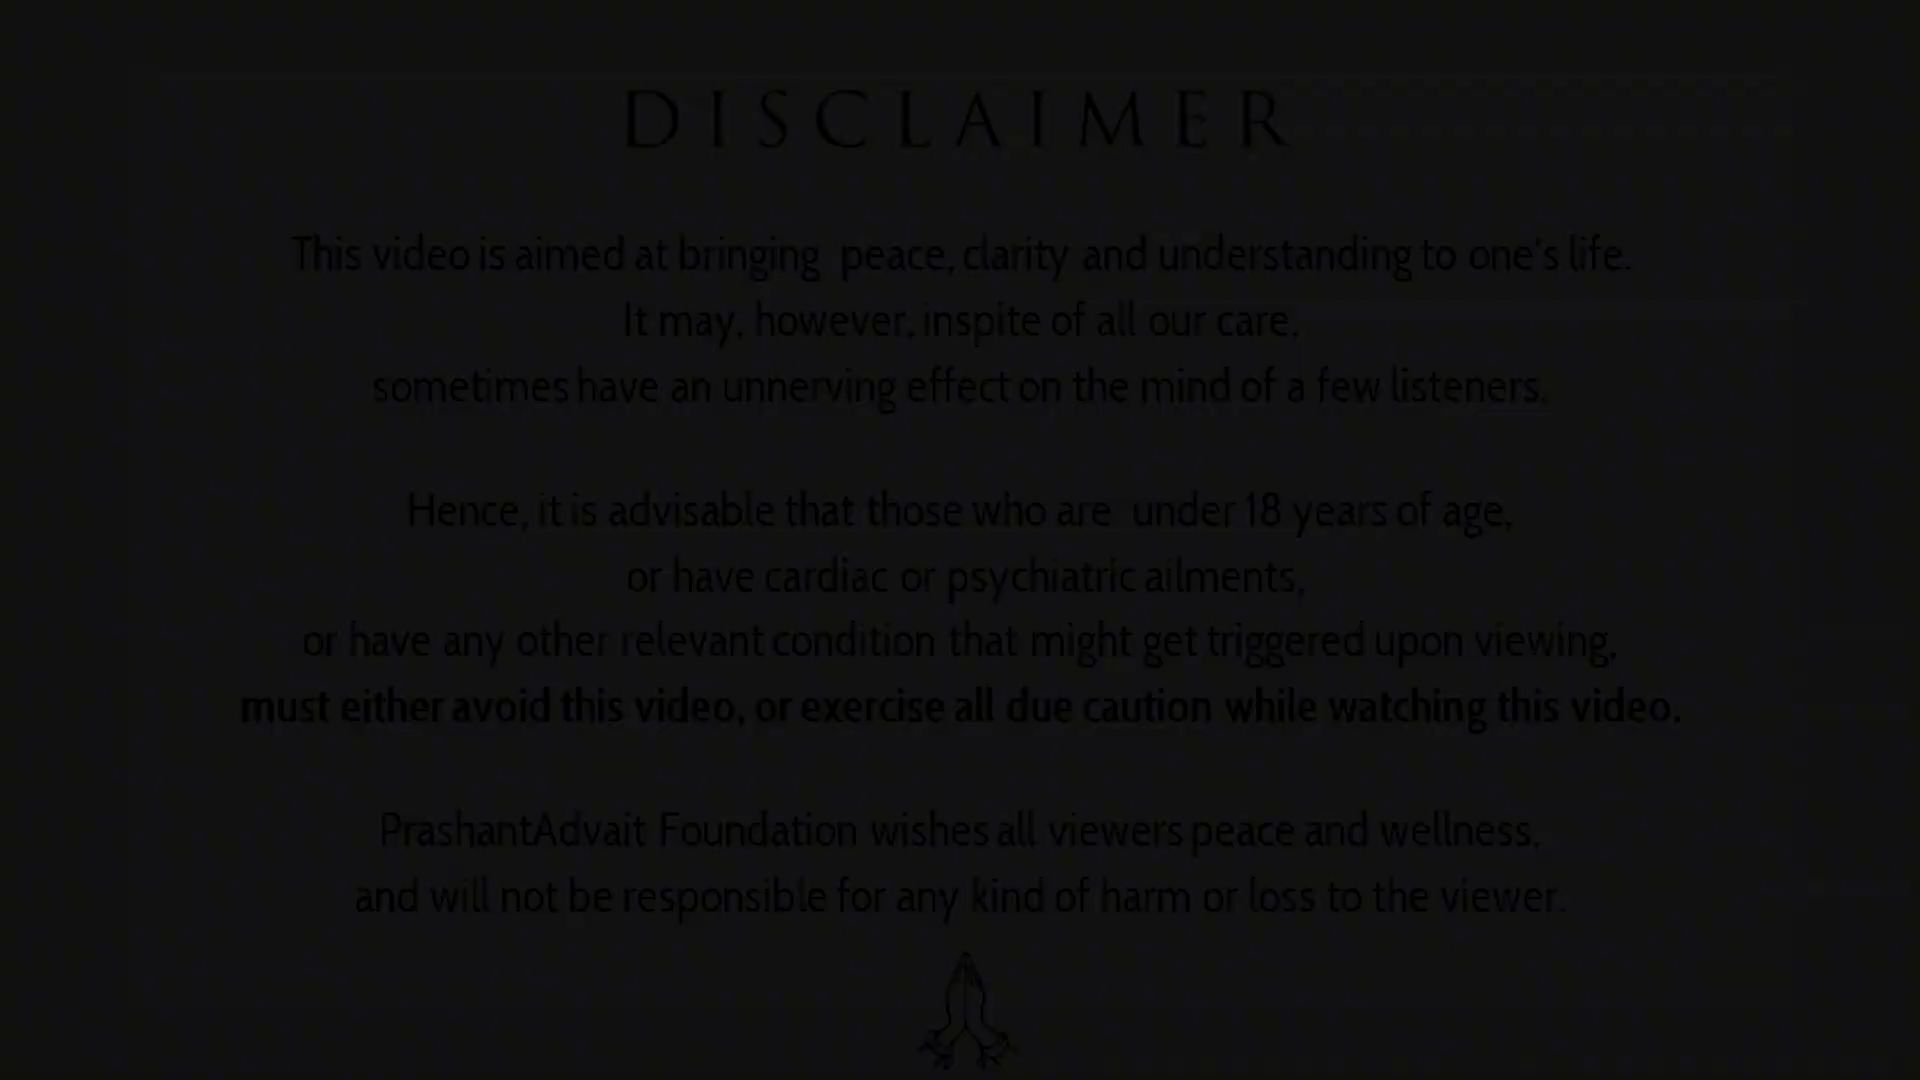 DISCLAIMER
This video is aimed at bringing peace, clarity and understanding to one's life.
It may, however, inspite of all our care,
sometimes have an unnerving effect on the mind of a few listeners.
Hence, it is advisable that those who are under 18 years of age,
or have cardiac or psychiatric ailments,
or have any other relevant condition that might get triggered upon viewing,
must either avoid this video, or exercise all due caution while watching this video.
PrashantAdvait Foundation wishes all viewers peace and wellness,
and will not be responsible for any kind of harm or loss to the viewer.